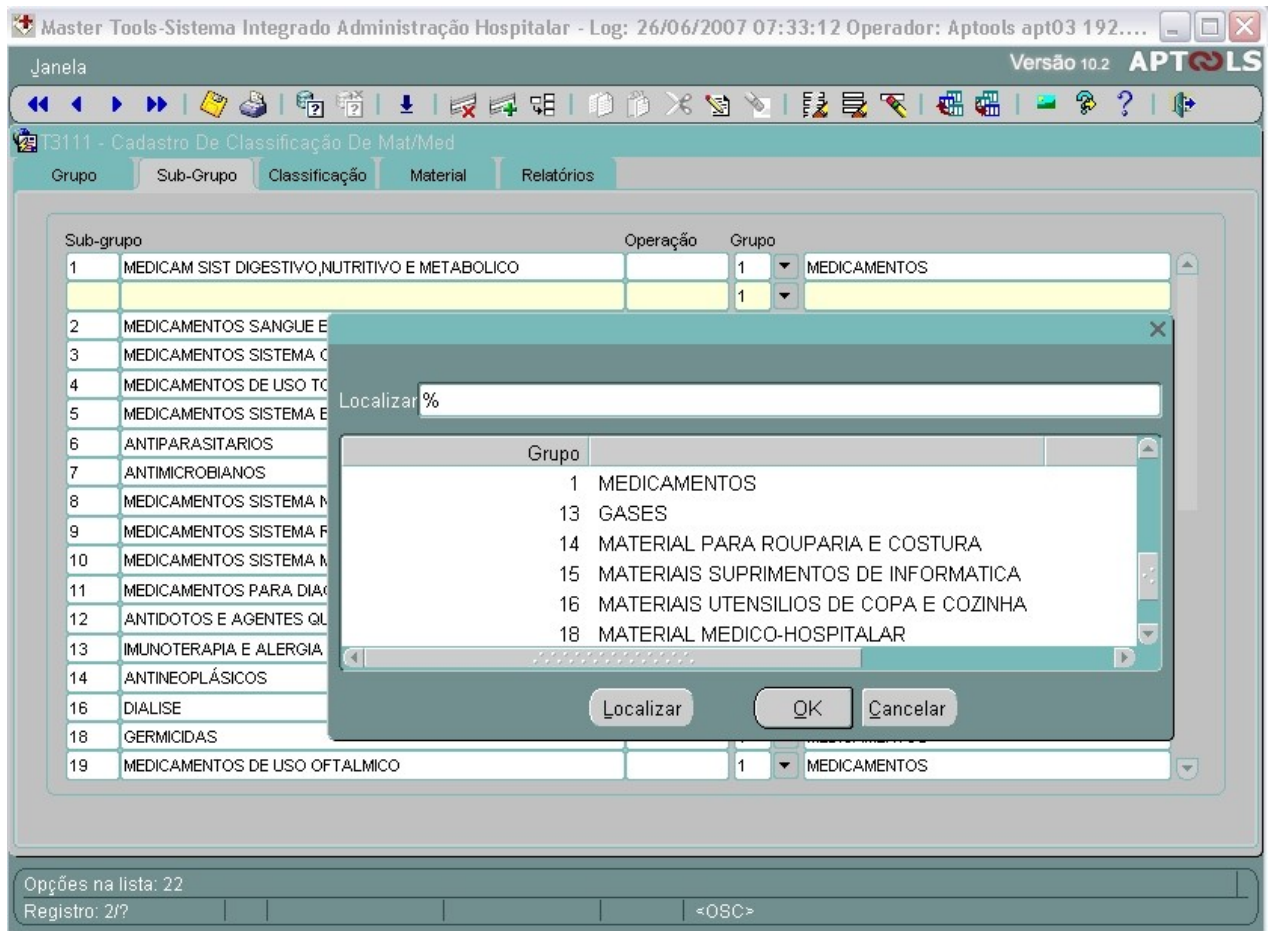 Master Tools-Sistema Integrado Administração Hospitalar - Log: 26/06/2007 07:33:12 Operador: Aptools apt03 192....
Janela
Versão 10.2 APTOOLS
T3111 - Cadastro De Classificação De Mat/Med
Grupo Sub-Grupo Classificação Material Relatórios
Sub-grupo Operação Grupo
1 MEDICAM SIST DIGESTIVO,NUTRITIVO E METABOLICO 1 MEDICAMENTOS
1
2 MEDICAMENTOS SANGUE E
3 MEDICAMENTOS SISTEMA C
4 MEDICAMENTOS DE USO TO
5 MEDICAMENTOS SISTEMA E
6 ANTIPARASITARIOS
7 ANTIMICROBIANOS
8 MEDICAMENTOS SISTEMA N
9 MEDICAMENTOS SISTEMA R
10 MEDICAMENTOS SISTEMA M
11 MEDICAMENTOS PARA DIAG
12 ANTIDOTOS E AGENTES QU
13 IMUNOTERAPIA E ALERGIA
14 ANTINEOPLÁSICOS
16 DIALISE
18 GERMICIDAS
19 MEDICAMENTOS DE USO OFTALMICO 1 MEDICAMENTOS
Localizar %
Grupo
1 MEDICAMENTOS
13 GASES
14 MATERIAL PARA ROUPARIA E COSTURA
15 MATERIAIS SUPRIMENTOS DE INFORMATICA
16 MATERIAIS UTENSILIOS DE COPA E COZINHA
18 MATERIAL MEDICO-HOSPITALAR
Localizar OK Cancelar
Opções na lista: 22
Registro: 2/? <OSC>